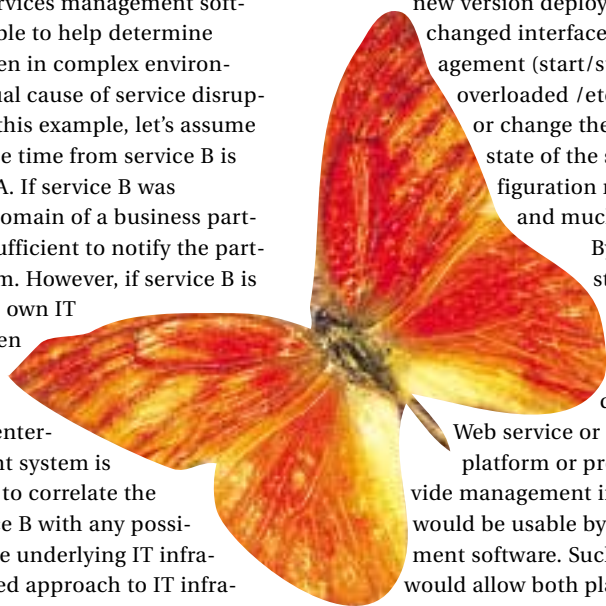 rvices management soft-
ble to help determine
en in complex environ-
ual cause of service disrup-
this example, let's assume
e time from service B is
A. If service B was
omain of a business part-
ufficient to notify the part-
m. However, if service B is
own IT
en
enter-
nt system is
to correlate the
e B with any possi-
e underlying IT infra-
ed approach to IT infra-
new version deploy
changed interface
agement (start/s
overloaded /etc
or change the
state of the s
figuration
and muc
B
st
Web service or
platform or pr
vide management i
would be usable by
ment software. Such
would allow both pla